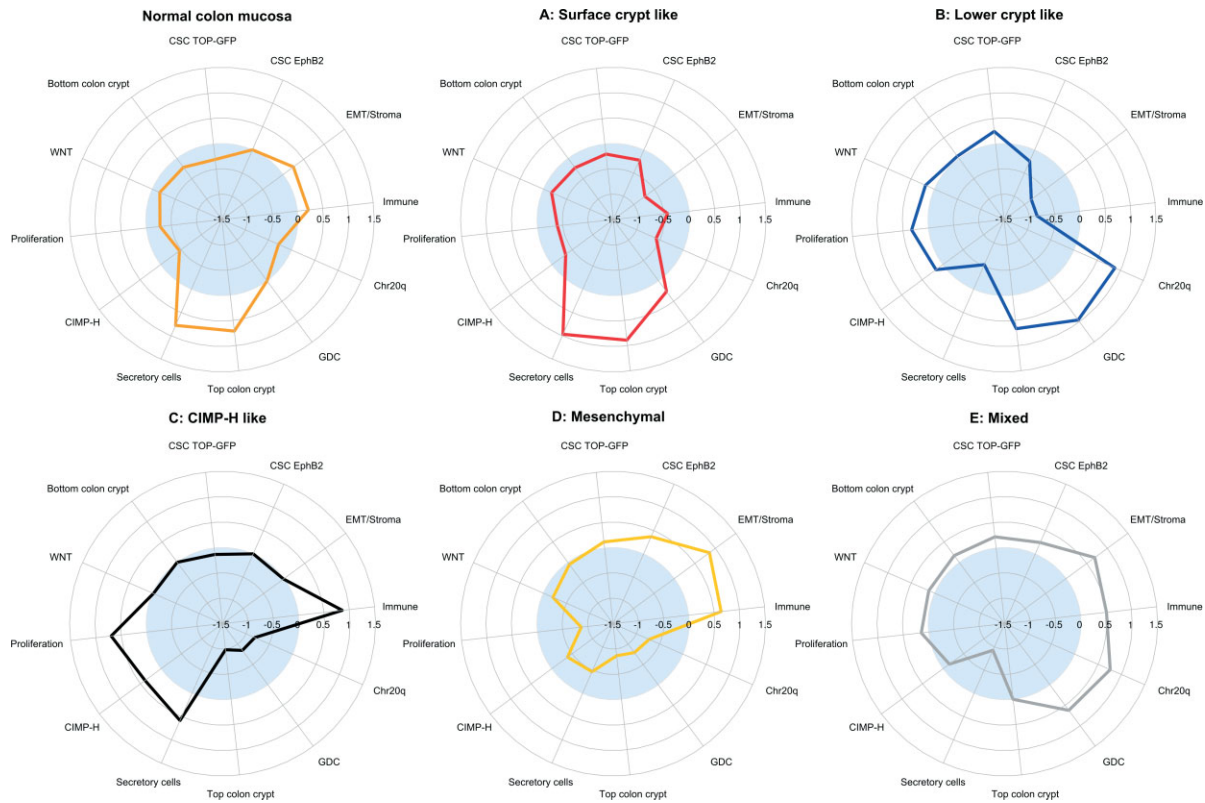 Normal colon mucosa
CSC TOP-GFP
CSC EphB2
Bottom colon crypt
EMT/Stroma
WNT
Immune
-1.5 -1 -0.5 0 0.5 1 1.5
Proliferation
Chr20q
CIMP-H
GDC
Secretory cells
Top colon crypt
A: Surface crypt like
CSC TOP-GFP
CSC EphB2
Bottom colon crypt
EMT/Stroma
WNT
Immune
-1.5 -1 -0.5 0 0.5 1 1.5
Proliferation
Chr20q
CIMP-H
GDC
Secretory cells
Top colon crypt
B: Lower crypt like
CSC TOP-GFP
CSC EphB2
Bottom colon crypt
EMT/Stroma
WNT
Immune
-1.5 -1 -0.5 0 0.5 1 1.5
Proliferation
Chr20q
CIMP-H
GDC
Secretory cells
Top colon crypt
C: CIMP-H like
CSC TOP-GFP
CSC EphB2
Bottom colon crypt
EMT/Stroma
WNT
Immune
-1.5 -1 -0.5 0 0.5 1 1.5
Proliferation
Chr20q
CIMP-H
GDC
Secretory cells
Top colon crypt
D: Mesenchymal
CSC TOP-GFP
CSC EphB2
Bottom colon crypt
EMT/Stroma
WNT
Immune
-1.5 -1 -0.5 0 0.5 1 1.5
Proliferation
Chr20q
CIMP-H
GDC
Secretory cells
Top colon crypt
E: Mixed
CSC TOP-GFP
CSC EphB2
Bottom colon crypt
EMT/Stroma
WNT
Immune
-1.5 -1 -0.5 0 0.5 1 1.5
Proliferation
Chr20q
CIMP-H
GDC
Secretory cells
Top colon crypt